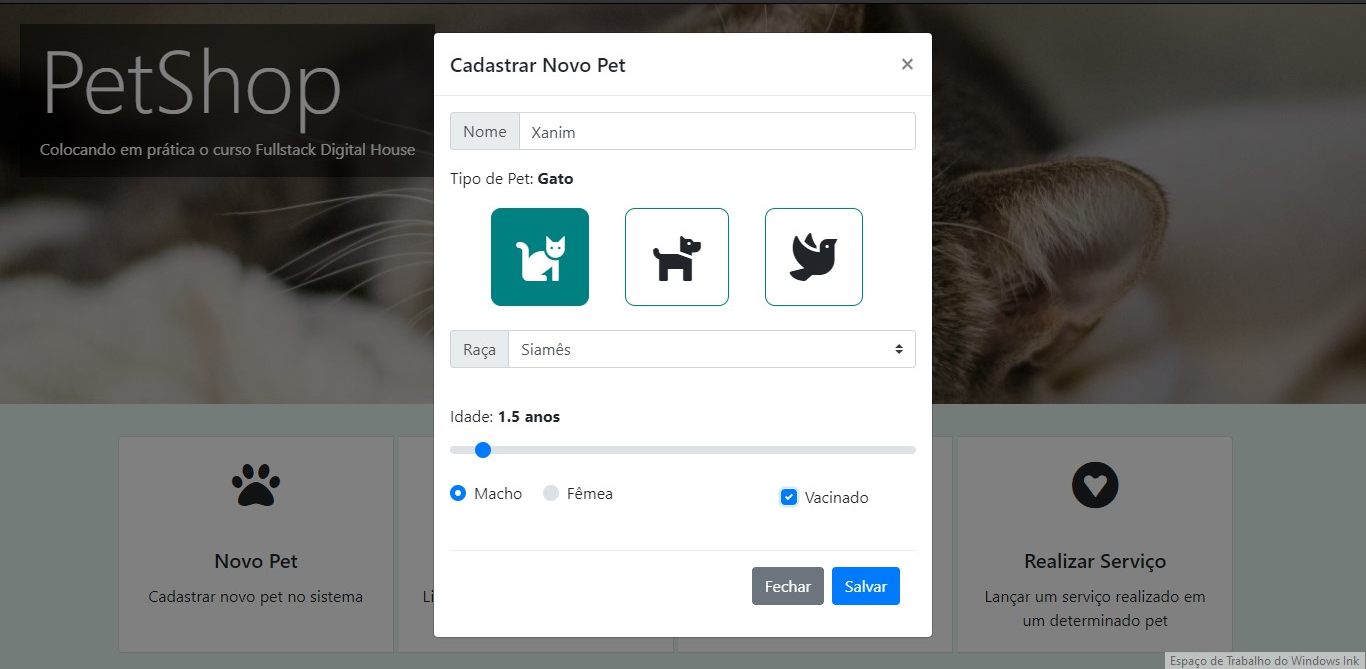 PetShop
Colocando em prática o curso Fullstack Digital House
Cadastrar Novo Pet
×
Nome
Xanim
Tipo de Pet: Gato
Raça
Siamês
Idade: 1.5 anos
Macho
Fêmea
Vacinado
Fechar
Salvar
Novo Pet
Cadastrar novo pet no sistema
Realizar Serviço
Lançar um serviço realizado em
um determinado pet
Espaço de Trabalho do Windows Ink